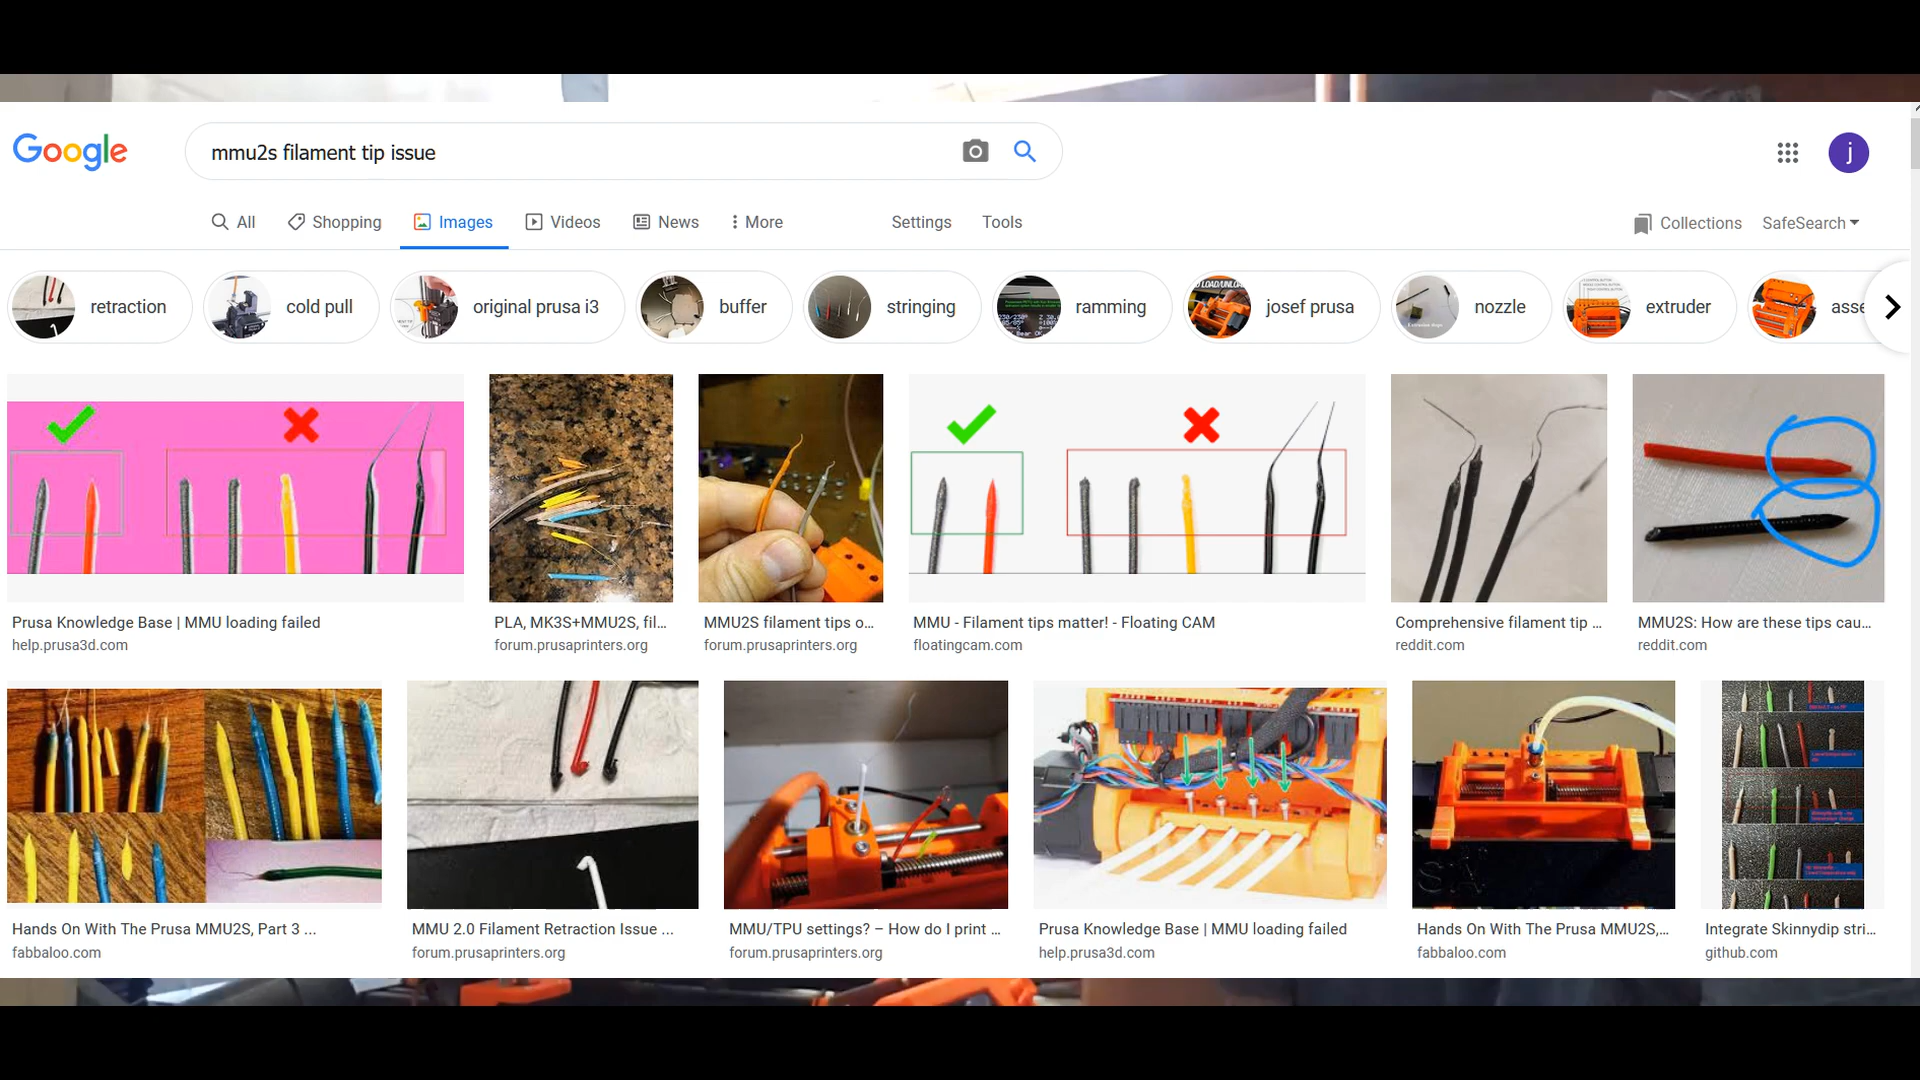 Google
mmu2s filament tip issue
j
All Shopping Images Videos News More Settings Tools Collections SafeSearch
retraction cold pull original prusa i3 buffer stringing ramming josef prusa nozzle extruder asse
Prusa Knowledge Base | MMU loading failed
help.prusa3d.com
PLA, MK3S+MMU2S, fil...
forum.prusaprinters.org
MMU2S filament tips o...
forum.prusaprinters.org
MMU - Filament tips matter! - Floating CAM
floatingcam.com
Comprehensive filament tip ...
reddit.com
MMU2S: How are these tips cau...
reddit.com
Hands On With The Prusa MMU2S, Part 3 ...
fabbaloo.com
MMU 2.0 Filament Retraction Issue ...
forum.prusaprinters.org
MMU/TPU settings? – How do I print ...
forum.prusaprinters.org
Prusa Knowledge Base | MMU loading failed
help.prusa3d.com
Hands On With The Prusa MMU2S,...
fabbaloo.com
Integrate Skinnydip stri...
github.com